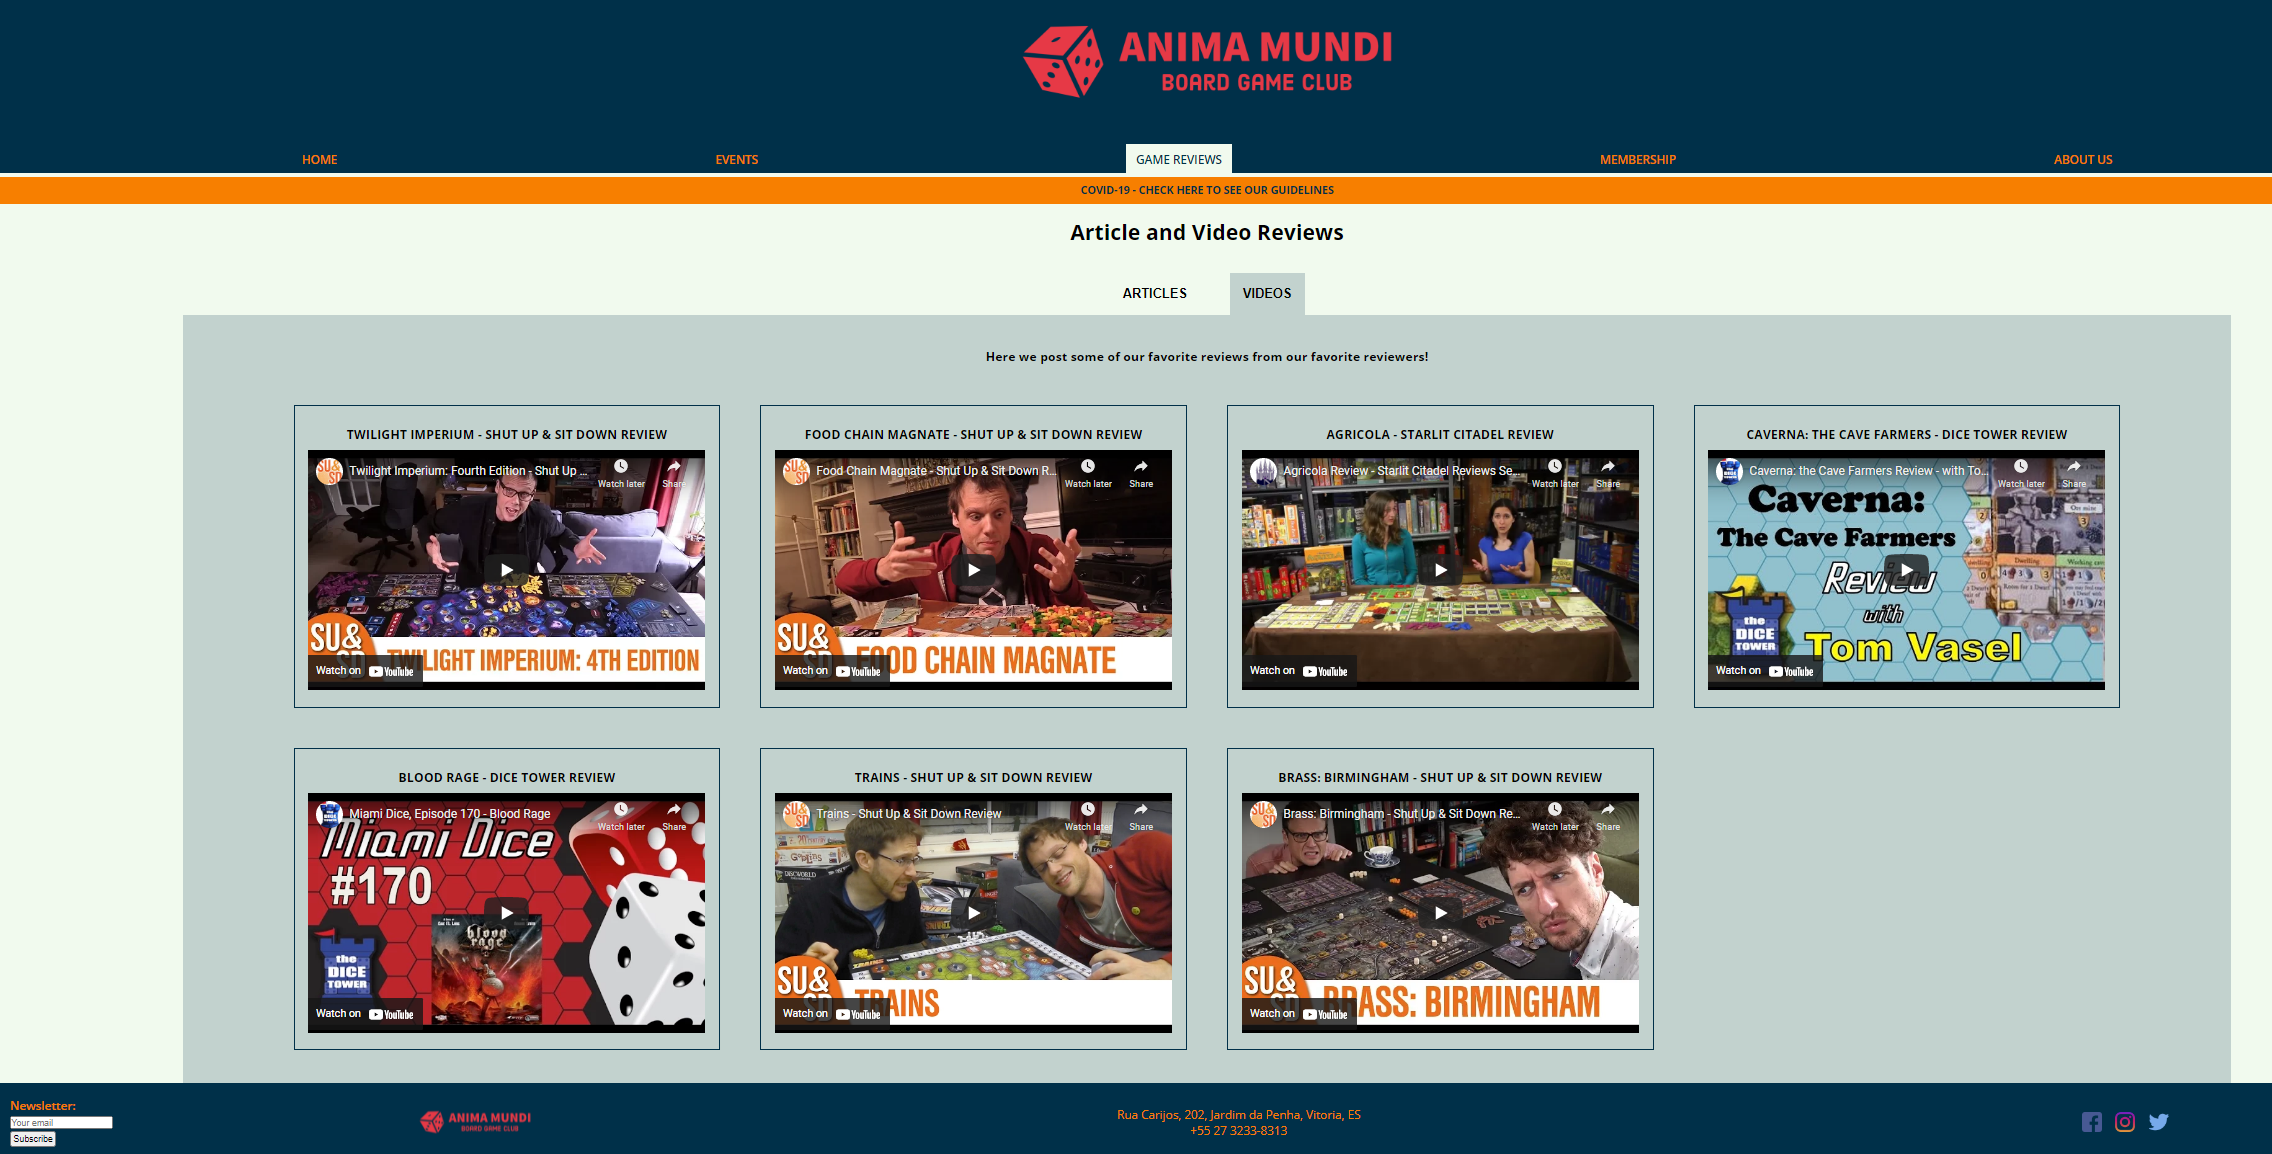 ANIMA MUNDI
BOARD GAME CLUB
HOME EVENTS GAME REVIEWS MEMBERSHIP ABOUT US
COVID-19 - CHECK HERE TO SEE OUR GUIDELINES
Article and Video Reviews
ARTICLES VIDEOS
Here we post some of our favorite reviews from our favorite reviewers!
TWILIGHT IMPERIUM - SHUT UP & SIT DOWN REVIEW
SU&SD Twilight Imperium: Fourth Edition - Shut Up ... Watch later Share
SU&
TWILIGHT IMPERIUM: 4TH EDITION
Watch on YouTube
FOOD CHAIN MAGNATE - SHUT UP & SIT DOWN REVIEW
SU&SD Food Chain Magnate - Shut Up & Sit Down R... Watch later Share
SU&
FOOD CHAIN MAGNATE
Watch on YouTube
AGRICOLA - STARLIT CITADEL REVIEW
Agricola Review - Starlit Citadel Reviews Se... Watch later Share
Watch on YouTube
CAVERNA: THE CAVE FARMERS - DICE TOWER REVIEW
Caverna: the Cave Farmers Review - with To... Watch later Share
Caverna:
The Cave Farmers
Review
with
Tom Vasel
the
DICE
TOWER
Dwelling
Watch on YouTube
BLOOD RAGE - DICE TOWER REVIEW
Miami Dice, Episode 170 - Blood Rage Watch later Share
Miami Dice
#170
blood
rage
the
DICE
TOWER
Watch on YouTube
TRAINS - SHUT UP & SIT DOWN REVIEW
SU&SD Trains - Shut Up & Sit Down Review Watch later Share
DISCWORLD
SU&
TRAINS
Watch on YouTube
BRASS: BIRMINGHAM - SHUT UP & SIT DOWN REVIEW
SU&SD Brass: Birmingham - Shut Up & Sit Down Re... Watch later Share
SU&
BRASS: BIRMINGHAM
Watch on YouTube
Newsletter:
Your email
Subscribe
ANIMA MUNDI
BOARD GAME CLUB
Rua Carijos, 202, Jardim da Penha, Vitoria, ES
+55 27 3233-8313